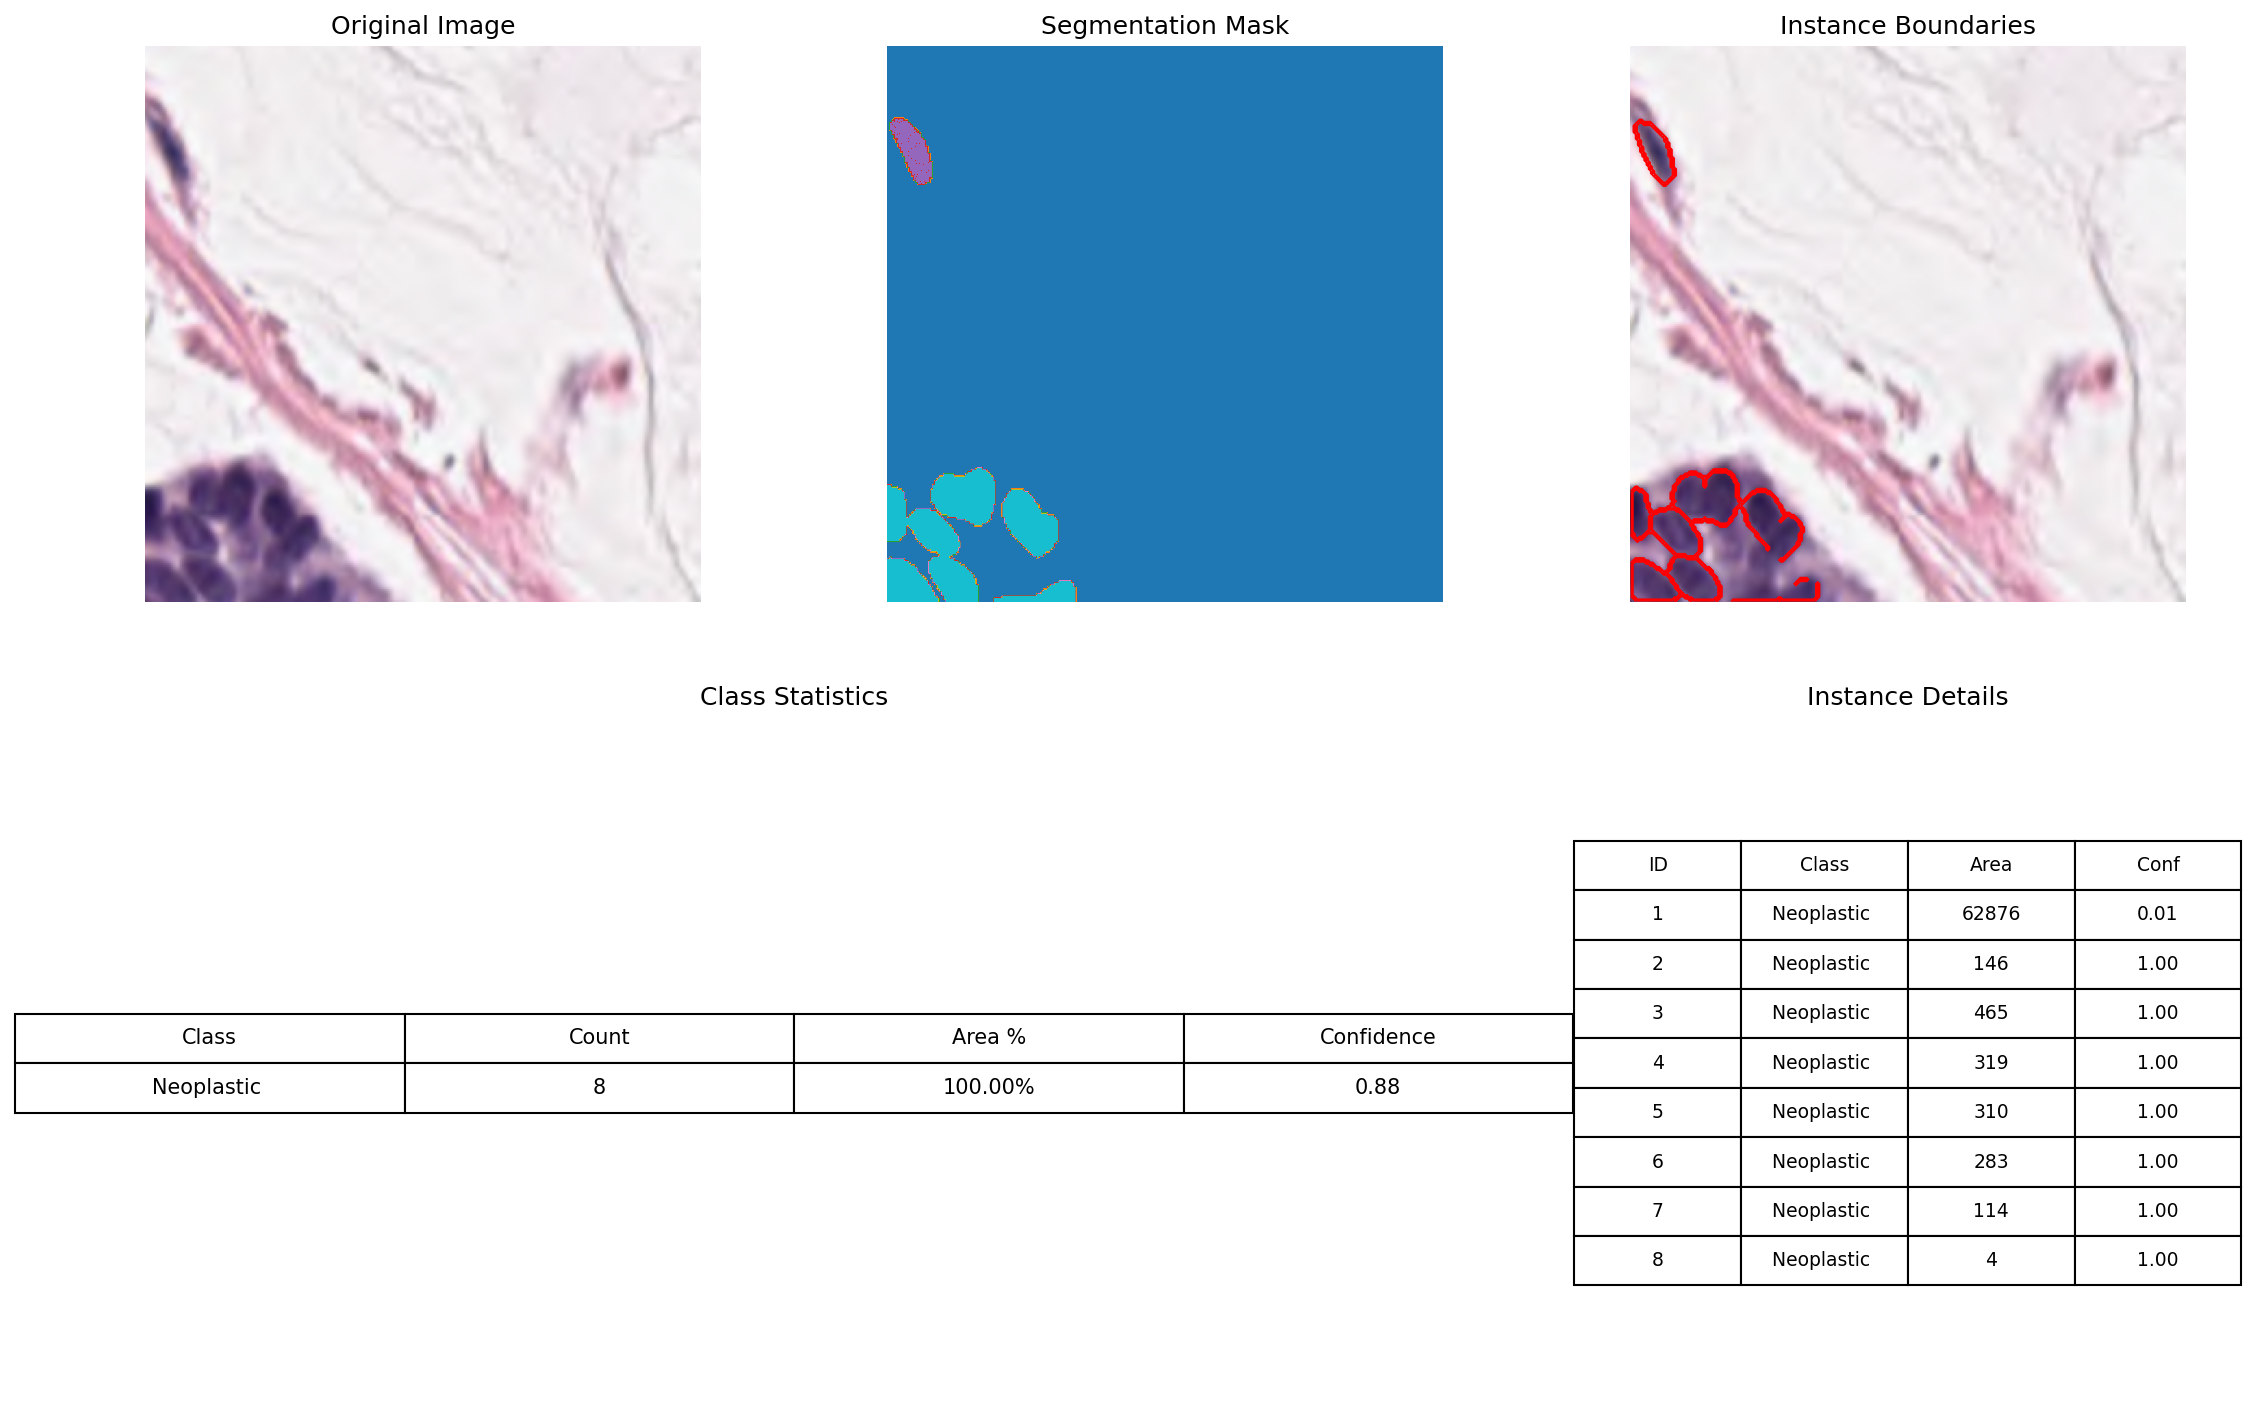 Original Image
Segmentation Mask
Instance Boundaries
Class Statistics
Class Count Area % Confidence
Neoplastic 8 100.00% 0.88
Instance Details
ID Class Area Conf
1 Neoplastic 62876 0.01
2 Neoplastic 146 1.00
3 Neoplastic 465 1.00
4 Neoplastic 319 1.00
5 Neoplastic 310 1.00
6 Neoplastic 283 1.00
7 Neoplastic 114 1.00
8 Neoplastic 4 1.00